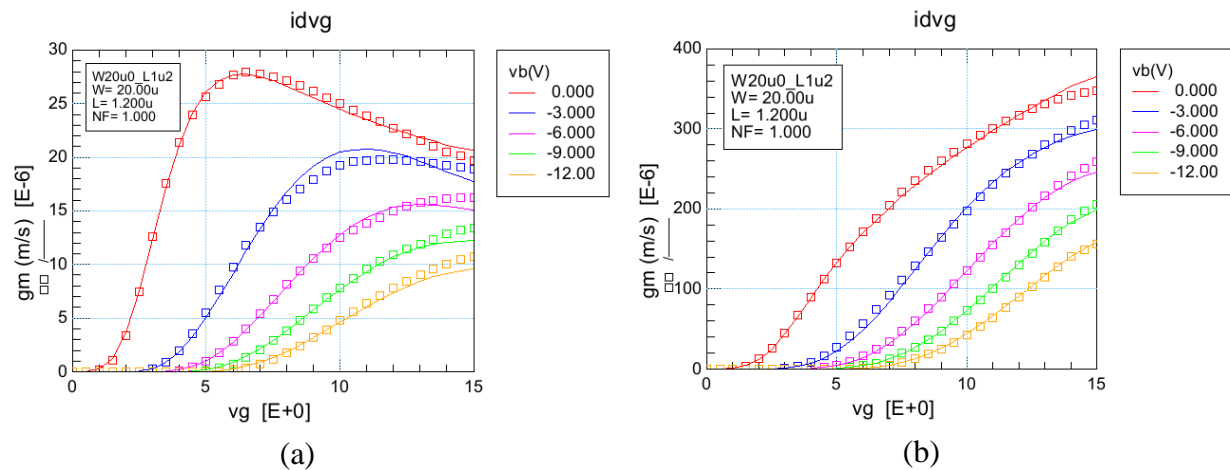 idvg
30
25
20
15
10
5
0
gm (m/s) [E-6]
W20u0_L1u2
W= 20.00u
L= 1.200u
NF= 1.000
0 5 10 15
vg [E+0]
vb(V)
0.000
-3.000
-6.000
-9.000
-12.00
(a)
idvg
400
300
200
100
0
gm (m/s) [E-6]
W20u0_L1u2
W= 20.00u
L= 1.200u
NF= 1.000
0 5 10 15
vg [E+0]
vb(V)
0.000
-3.000
-6.000
-9.000
-12.00
(b)